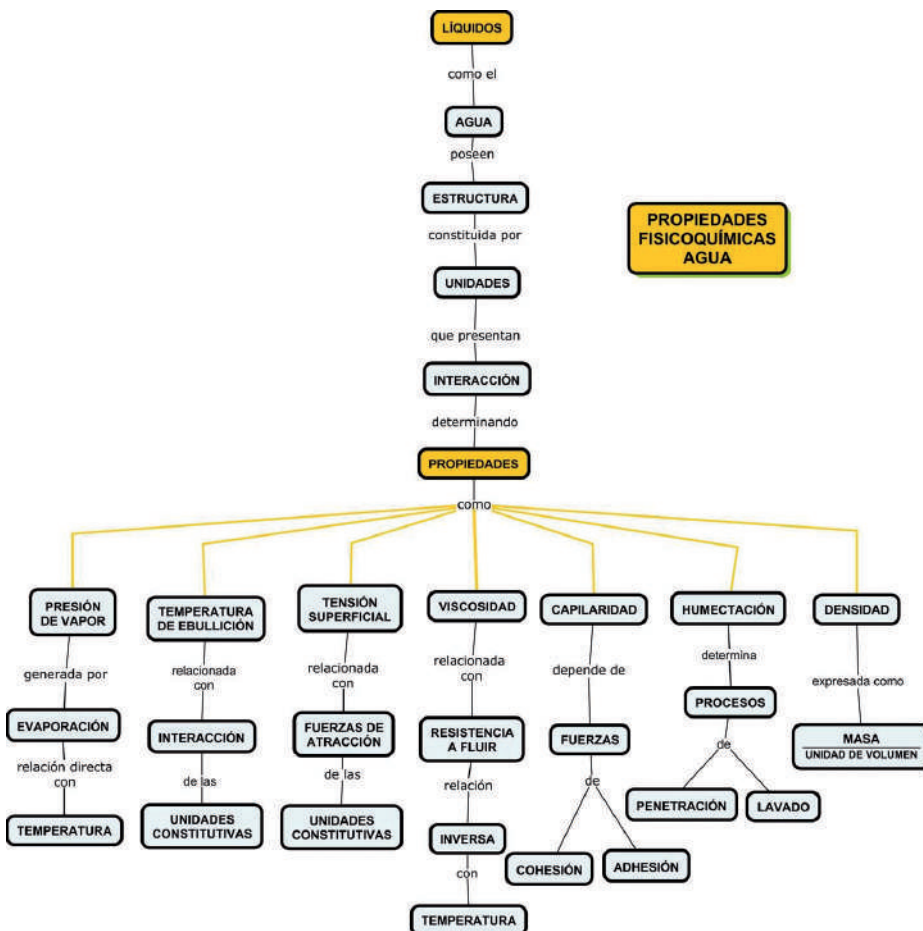 LÍQUIDOS
como el
AGUA
poseen
ESTRUCTURA
constituida por
UNIDADES
que presentan
INTERACCIÓN
determinando
PROPIEDADES
como
PROPIEDADES
FISICOQUÍMICAS
AGUA
PRESIÓN
DE VAPOR
generada por
EVAPORACIÓN
relación directa
con
TEMPERATURA
TEMPERATURA
DE EBULLICIÓN
relacionada
con
INTERACCIÓN
de las
UNIDADES
CONSTITUTIVAS
TENSIÓN
SUPERFICIAL
relacionada
con
FUERZAS DE
ATRACCIÓN
de las
UNIDADES
CONSTITUTIVAS
VISCOSIDAD
relacionada
con
RESISTENCIA
A FLUIR
relación
INVERSA
con
TEMPERATURA
CAPILARIDAD
depende de
FUERZAS
de
COHESIÓN
ADHESIÓN
HUMECTACIÓN
determina
PROCESOS
de
PENETRACIÓN
LAVADO
DENSIDAD
expresada como
MASA
UNIDAD DE VOLUMEN